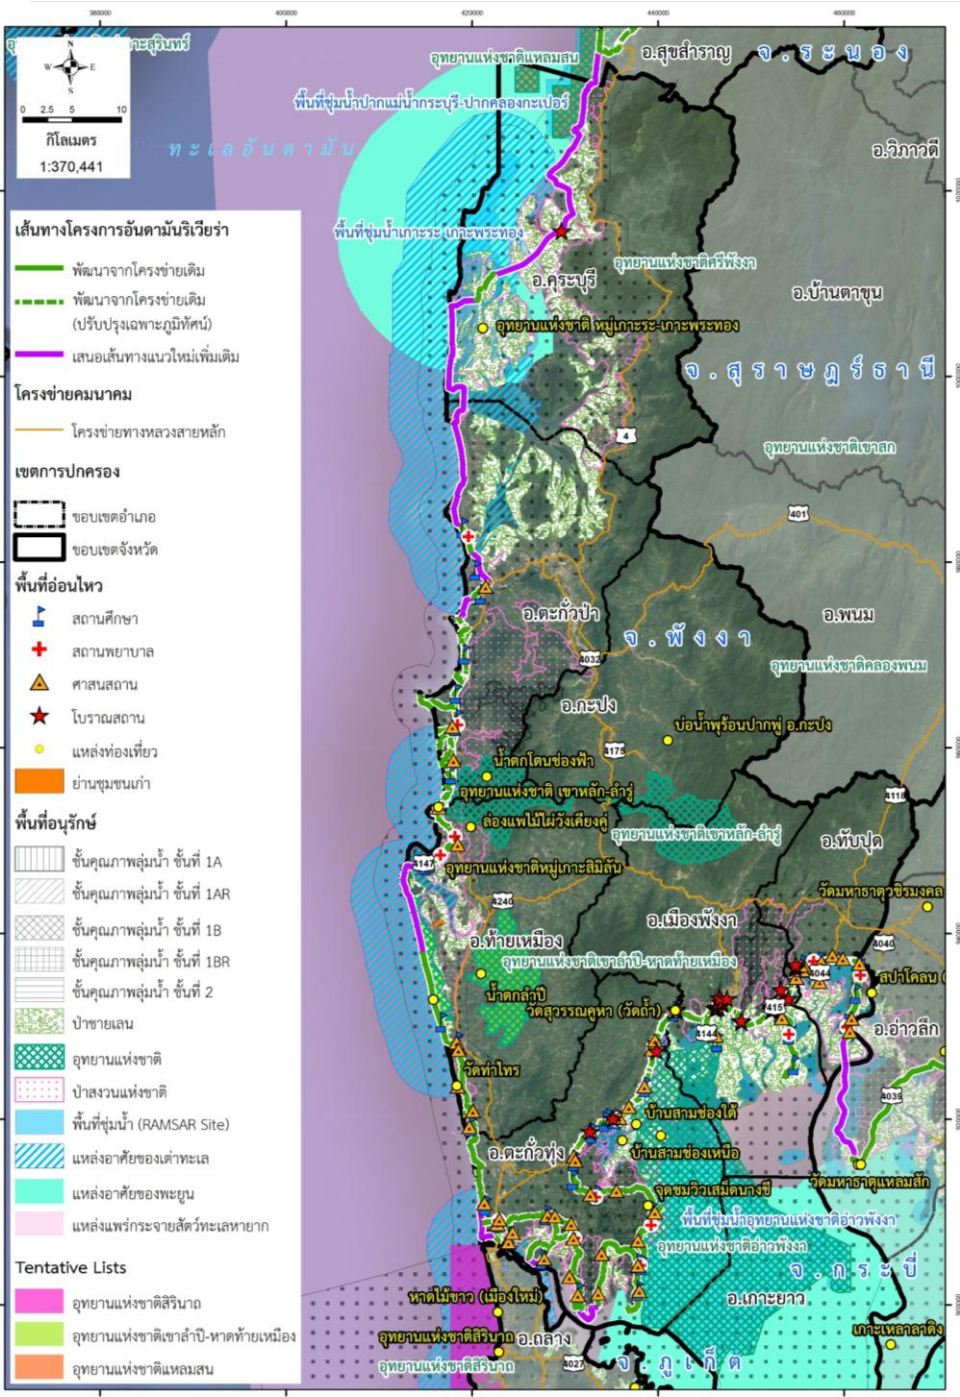 380000 400000 420000 440000 460000
N
W E
S
0 2.5 5 10
กิโลเมตร
1:370,441
ทะเลอันดามัน
เส้นทางโครงการอันดามันริเวียร่า
พัฒนาจากโครงข่ายเดิม
พัฒนาจากโครงข่ายเดิม
(ปรับปรุงเฉพาะภูมิทัศน์)
เสนอเส้นทางแนวใหม่เพิ่มเติม
โครงข่ายคมนาคม
โครงข่ายทางหลวงสายหลัก
เขตการปกครอง
ขอบเขตอำเภอ
ขอบเขตจังหวัด
พื้นที่อ่อนไหว
สถานศึกษา
สถานพยาบาล
ศาสนสถาน
โบราณสถาน
แหล่งท่องเที่ยว
ย่านชุมชนเก่า
พื้นที่อนุรักษ์
ชั้นคุณภาพลุ่มน้ำ ชั้นที่ 1A
ชั้นคุณภาพลุ่มน้ำ ชั้นที่ 1AR
ชั้นคุณภาพลุ่มน้ำ ชั้นที่ 1B
ชั้นคุณภาพลุ่มน้ำ ชั้นที่ 1BR
ชั้นคุณภาพลุ่มน้ำ ชั้นที่ 2
ป่าชายเลน
อุทยานแห่งชาติ
ป่าสงวนแห่งชาติ
พื้นที่ชุ่มน้ำ (RAMSAR Site)
แหล่งอาศัยของเต่าทะเล
แหล่งอาศัยของพะยูน
แหล่งแพร่กระจายสัตว์ทะเลหายาก
Tentative Lists
อุทยานแห่งชาติสิรินาถ
อุทยานแห่งชาติเขาลำปี-หาดท้ายเหมือง
อุทยานแห่งชาติแหลมสน
อุทยานแห่งชาติแหลมสน
อ.สุขสำราญ
จ.ระนอง
พื้นที่ชุ่มน้ำปากแม่น้ำกระบุรี-ปากคลองกะเปอร์
อ.วิภาวดี
พื้นที่ชุ่มน้ำเกาะระ เกาะพระทอง
อ.คุระบุรี
อุทยานแห่งชาติศรีพังงา
อ.บ้านตาขุน
อุทยานแห่งชาติ หมู่เกาะระ-เกาะพระทอง
จ.สุราษฎร์ธานี
4
อุทยานแห่งชาติเขาสก
401
อ.ตะกั่วป่า
จ.พังงา
อ.พนม
4032
อุทยานแห่งชาติคลองพนม
อ.กะปง
บ่อน้ำพุร้อนปากพู่ อ.กะปง
4175
น้ำตกโตนช่องฟ้า
อุทยานแห่งชาติ เขาหลัก-ลำรู่
4118
ล่องแพไม้ไผ่วังเคียงคู่
อุทยานแห่งชาติเขาหลัก-ลำรู่
อ.ทับปุด
4147
อุทยานแห่งชาติหมู่เกาะสิมิลัน
วัดมหาธาตุวชิรมงคล
4240
อ.เมืองพังงา
อ.ท้ายเหมือง
4040
อุทยานแห่งชาติเขาลำปี-หาดท้ายเหมือง
4044
สปาโคลน (
น้ำตกลำปี
วัดสุวรรณคูหา (วัดถ้ำ)
415
4144
อ.อ่าวลึก
วัดท่าไทร
4039
บ้านสามช่องใต้
อ.ตะกั่วทุ่ง
บ้านสามช่องเหนือ
วัดมหาธาตุแหลมสัก
จุดชมวิวเสม็ดนางชี
พื้นที่ชุ่มน้ำอุทยานแห่งชาติอ่าวพังงา
อุทยานแห่งชาติอ่าวพังงา
จ.กระบี่
อ.เกาะยาว
หาดไม้ขาว (เมืองใหม่)
เกาะเหลาลาดิง
อุทยานแห่งชาติสิรินาถ
อ.ถลาง
อุทยานแห่งชาติสิรินาถ
4027
จ.ภูเก็ต